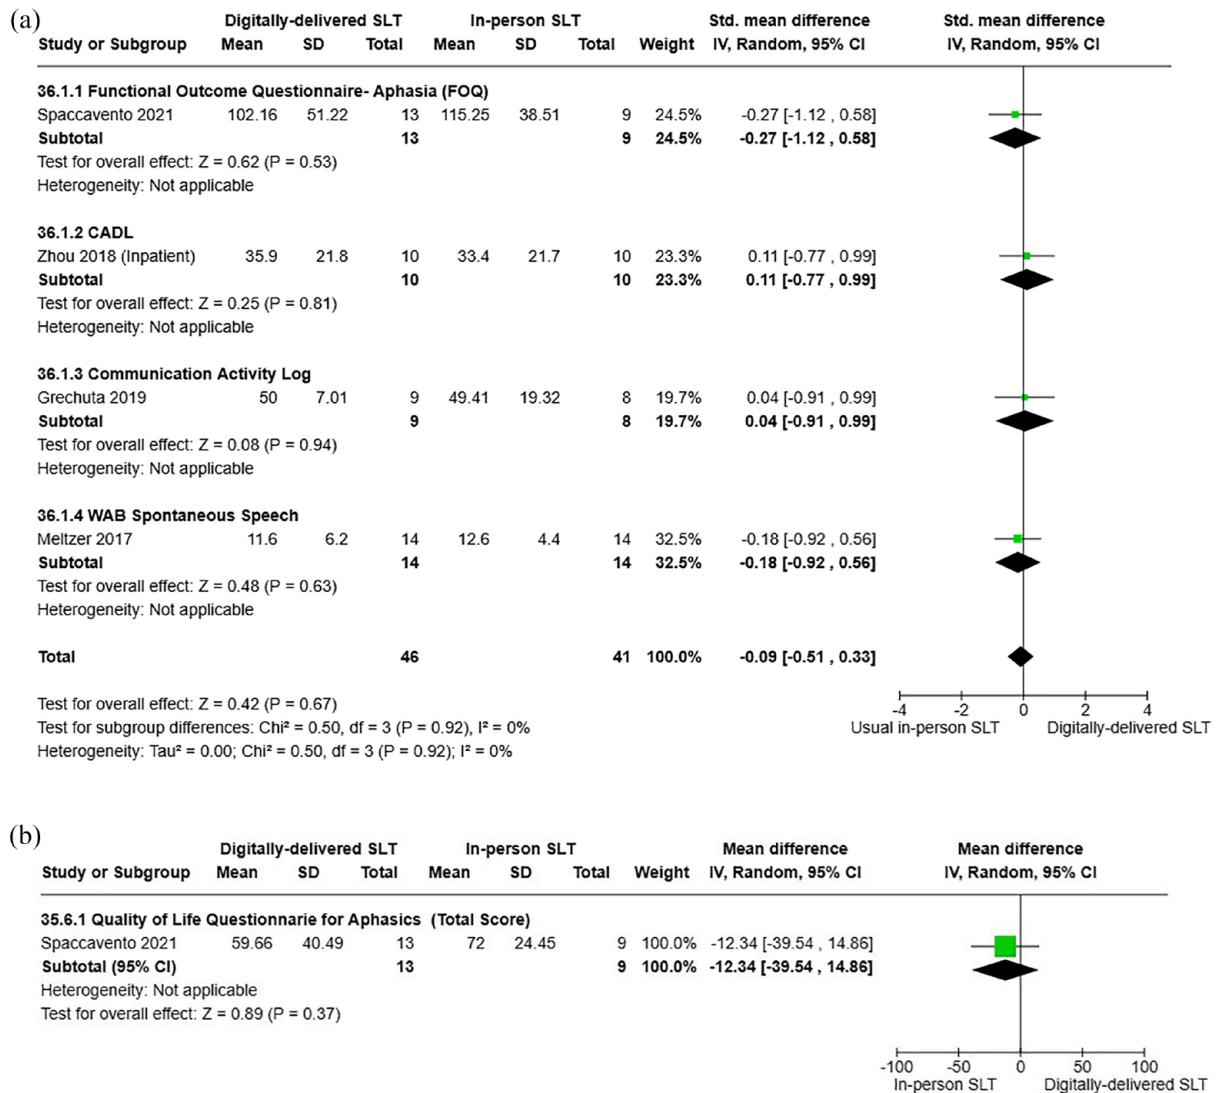 (a)
Digitally-delivered SLT In-person SLT Std. mean difference Std. mean difference
Study or Subgroup Mean SD Total Mean SD Total Weight IV, Random, 95% CI IV, Random, 95% CI
36.1.1 Functional Outcome Questionnaire- Aphasia (FOQ)
Spaccavento 2021 102.16 51.22 13 115.25 38.51 9 24.5% -0.27 [-1.12 , 0.58]
Subtotal 13 9 24.5% -0.27 [-1.12 , 0.58]
Test for overall effect: Z = 0.62 (P = 0.53)
Heterogeneity: Not applicable
36.1.2 CADL
Zhou 2018 (Inpatient) 35.9 21.8 10 33.4 21.7 10 23.3% 0.11 [-0.77 , 0.99]
Subtotal 10 10 23.3% 0.11 [-0.77 , 0.99]
Test for overall effect: Z = 0.25 (P = 0.81)
Heterogeneity: Not applicable
36.1.3 Communication Activity Log
Grechuta 2019 50 7.01 9 49.41 19.32 8 19.7% 0.04 [-0.91 , 0.99]
Subtotal 9 8 19.7% 0.04 [-0.91 , 0.99]
Test for overall effect: Z = 0.08 (P = 0.94)
Heterogeneity: Not applicable
36.1.4 WAB Spontaneous Speech
Meltzer 2017 11.6 6.2 14 12.6 4.4 14 32.5% -0.18 [-0.92 , 0.56]
Subtotal 14 14 32.5% -0.18 [-0.92 , 0.56]
Test for overall effect: Z = 0.48 (P = 0.63)
Heterogeneity: Not applicable
Total 46 41 100.0% -0.09 [-0.51 , 0.33]
Test for overall effect: Z = 0.42 (P = 0.67)
Test for subgroup differences: Chi² = 0.50, df = 3 (P = 0.92), I² = 0%
Heterogeneity: Tau² = 0.00; Chi² = 0.50, df = 3 (P = 0.92); I² = 0%
-4 -2 0 2 4
Usual in-person SLT Digitally-delivered SLT
(b)
Digitally-delivered SLT In-person SLT Mean difference Mean difference
Study or Subgroup Mean SD Total Mean SD Total Weight IV, Random, 95% CI IV, Random, 95% CI
35.6.1 Quality of Life Questionnarie for Aphasics (Total Score)
Spaccavento 2021 59.66 40.49 13 72 24.45 9 100.0% -12.34 [-39.54 , 14.86]
Subtotal (95% CI) 13 9 100.0% -12.34 [-39.54 , 14.86]
Heterogeneity: Not applicable
Test for overall effect: Z = 0.89 (P = 0.37)
-100 -50 0 50 100
In-person SLT Digitally-delivered SLT